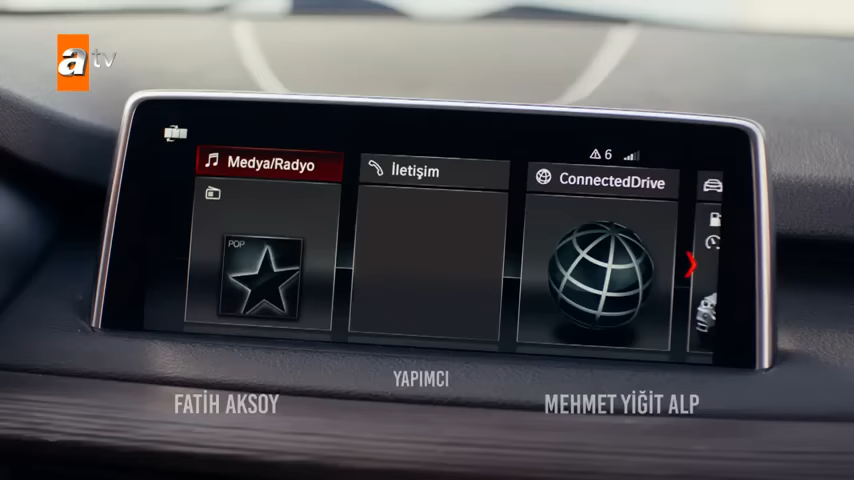 atv
6
Medya/Radyo
İletişim
ConnectedDrive
POP
YAPIMCI
FATİH AKSOY
MEHMET YİĞİT ALP